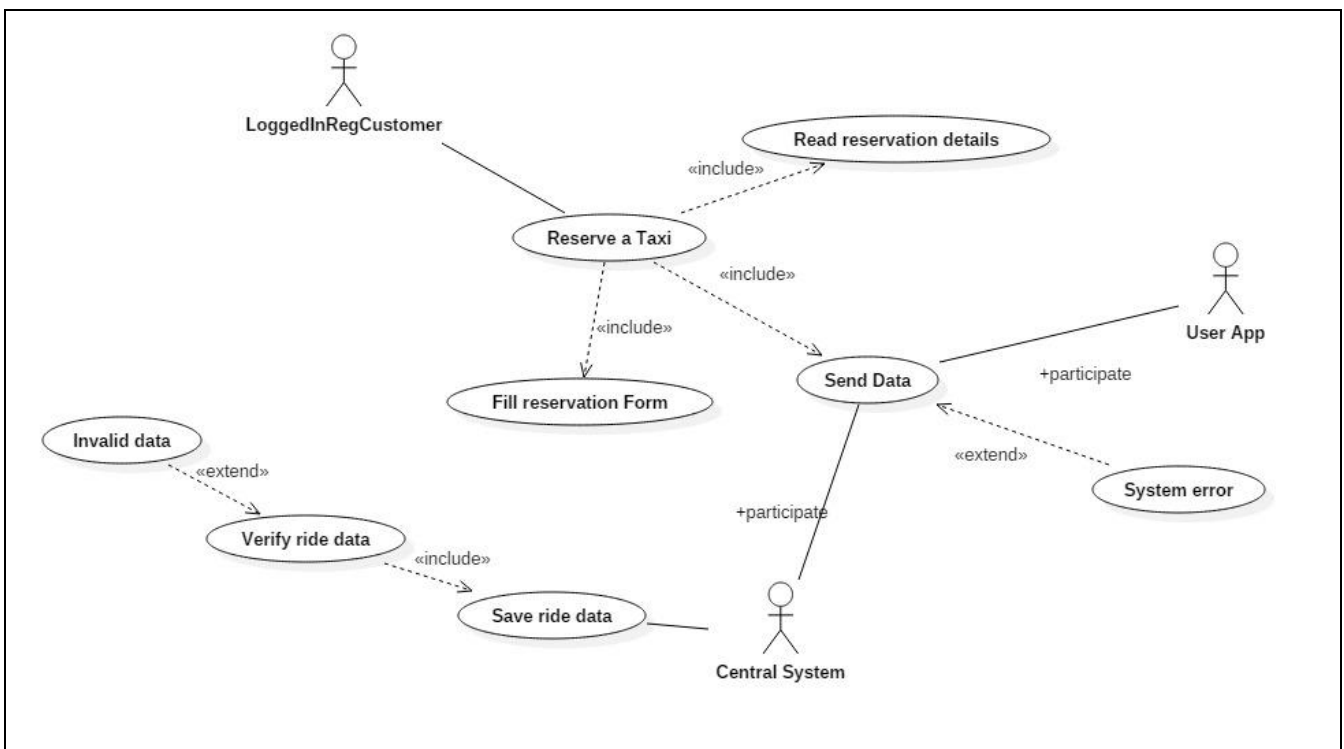 LoggedInRegCustomer
Read reservation details
«include»
Reserve a Taxi
«include»
«include»
User App
+participate
Send Data
Fill reservation Form
Invalid data
«extend»
«extend»
System error
+participate
Verify ride data
«include»
Save ride data
Central System